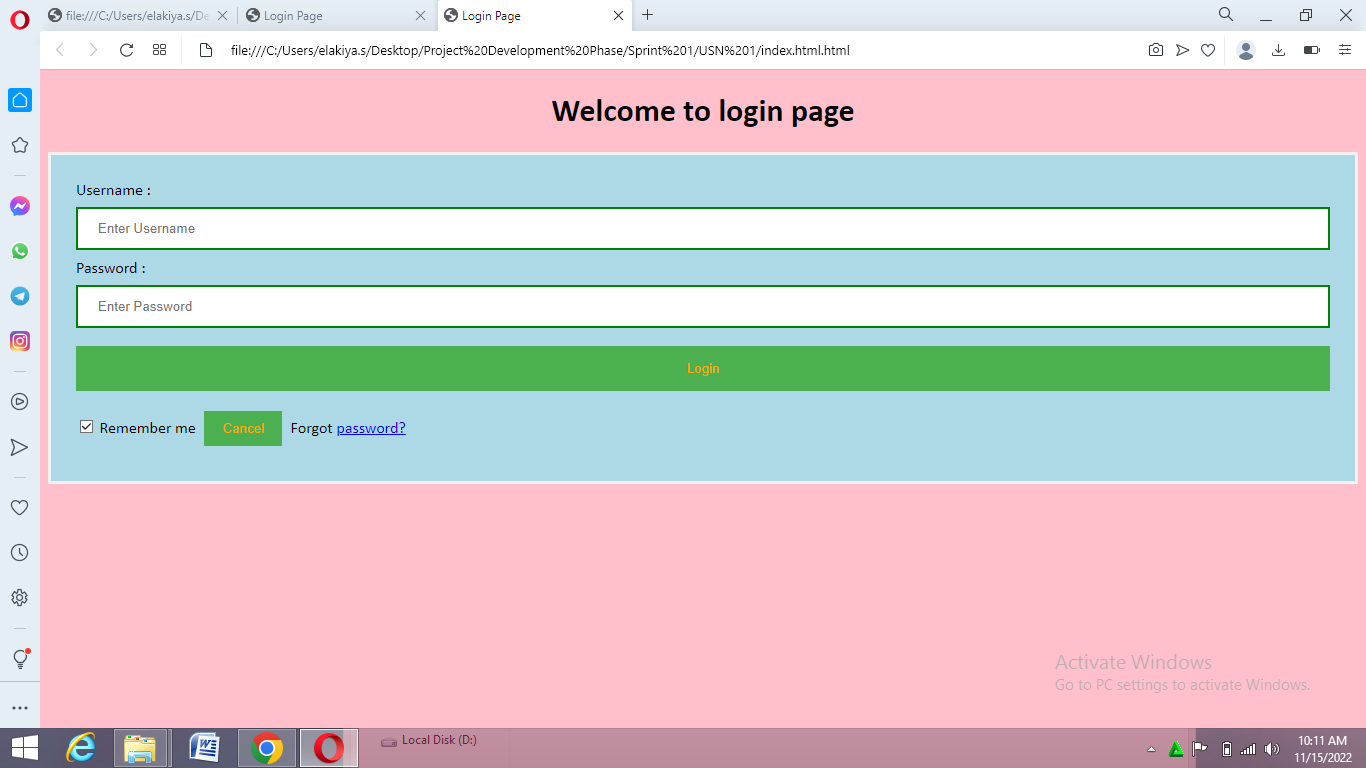 file:///C:/Users/elakiya.s/De
Login Page
Login Page
file:///C:/Users/elakiya.s/Desktop/Project%20Development%20Phase/Sprint%201/USN%201/index.html.html
Welcome to login page
Username :
Enter Username
Password :
Enter Password
Login
Remember me
Cancel
Forgot password?
Activate Windows
Go to PC settings to activate Windows.
Local Disk (D:)
10:11 AM
11/15/2022